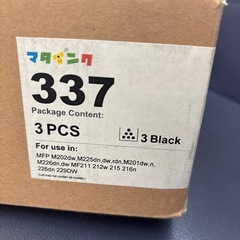 マタインク
337
Package Content:
3 PCS
3 Black
For use in:
MFP M202dw,M225dn,dw,rdn,M201dw,n,
M226dn,dw MF211 212w 215 216n
226dn 229DW